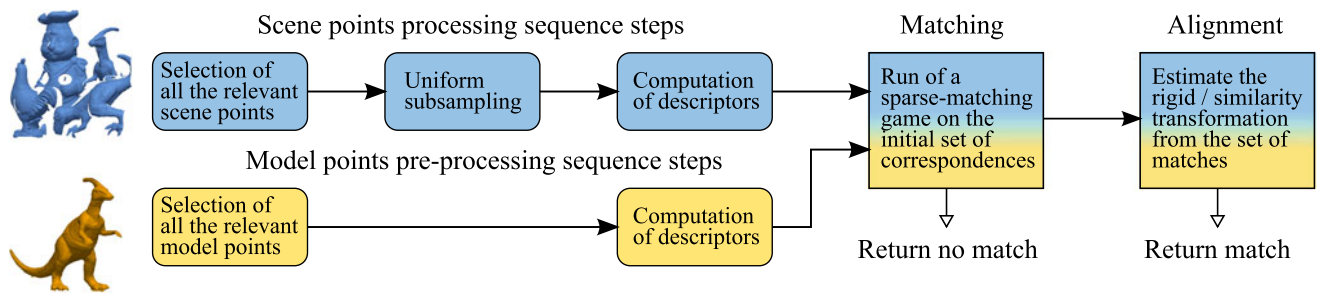 Scene points processing sequence steps
Matching
Alignment
Selection of
all the relevant
scene points
Uniform
subsampling
Computation
of descriptors
Run of a
sparse-matching
game on the
initial set of
correspondences
Estimate the
rigid / similarity
transformation
from the set of
matches
Model points pre-processing sequence steps
Selection of
all the relevant
model points
Computation
of descriptors
Return no match
Return match